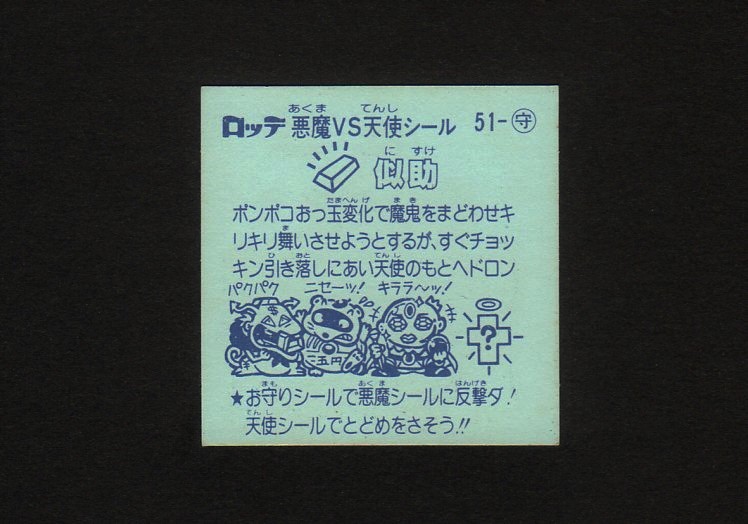 ロッテ 悪魔VS天使シール 51-守
似助
ポンポコおっ玉変化で魔鬼をまどわせキ
リキリ舞いさせようとするが、すぐチョッ
キン引き落しにあい天使のもとへドロン
パクパク ニセーッ! キララ〜ッ!
$ 二五円 ?
★お守りシールで悪魔シールに反撃ダ!
天使シールでとどめをさそう!!